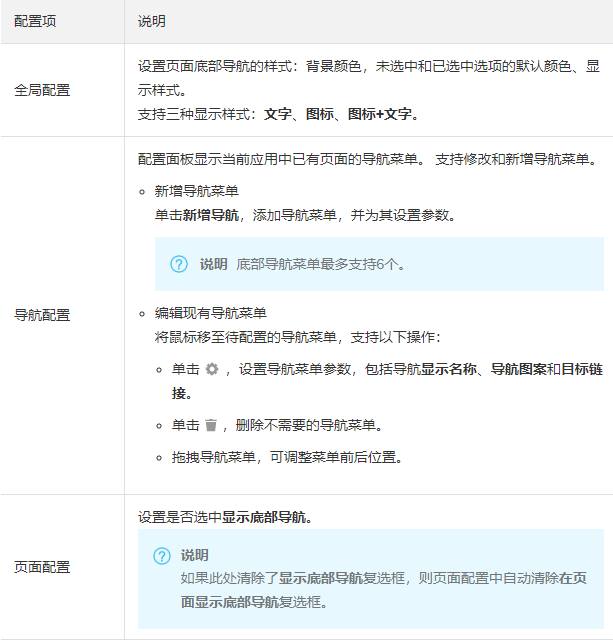 配置项 说明
全局配置
设置页面底部导航的样式：背景颜色，未选中和已选中选项的默认颜色、显
示样式。
支持三种显示样式：文字、图标、图标+文字。
导航配置
配置面板显示当前应用中已有页面的导航菜单。 支持修改和新增导航菜单。
新增导航菜单
单击新增导航，添加导航菜单，并为其设置参数。
说明 底部导航菜单最多支持6个。
编辑现有导航菜单
将鼠标移至待配置的导航菜单，支持以下操作：
单击 ，设置导航菜单参数，包括导航显示名称、导航图案和目标链
接。
单击 ，删除不需要的导航菜单。
拖拽导航菜单，可调整菜单前后位置。
页面配置
设置是否选中显示底部导航。
说明
如果此处清除了显示底部导航复选框，则页面配置中自动清除在页
面显示底部导航复选框。